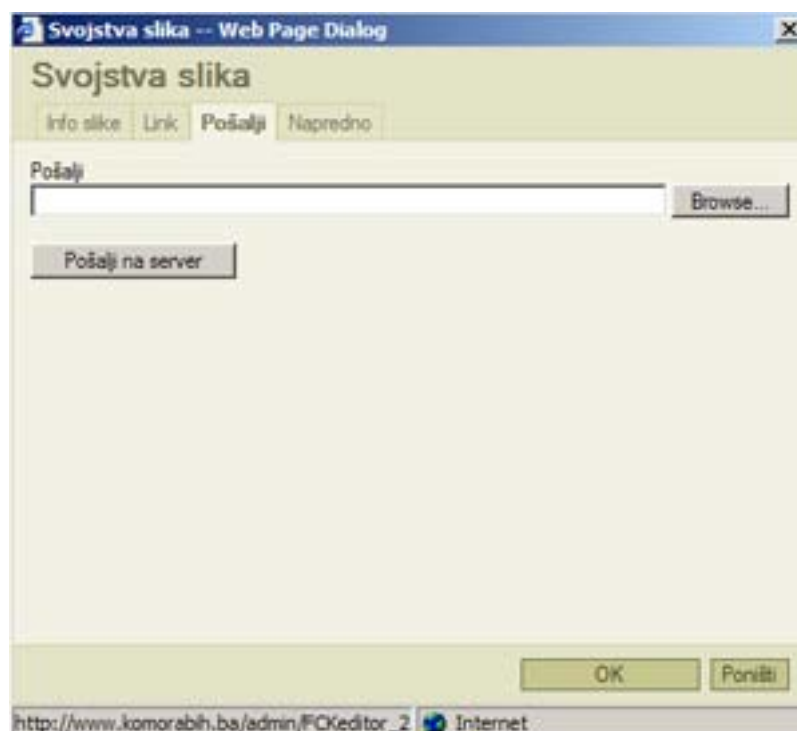 Svojstva slika -- Web Page Dialog
Svojstva slika
Info slike Link Pošalji Napredno
Pošalji
Browse...
Pošalji na server
OK Poništi
http://www.komorabih.ba/admin/FCKeditor_2 Internet